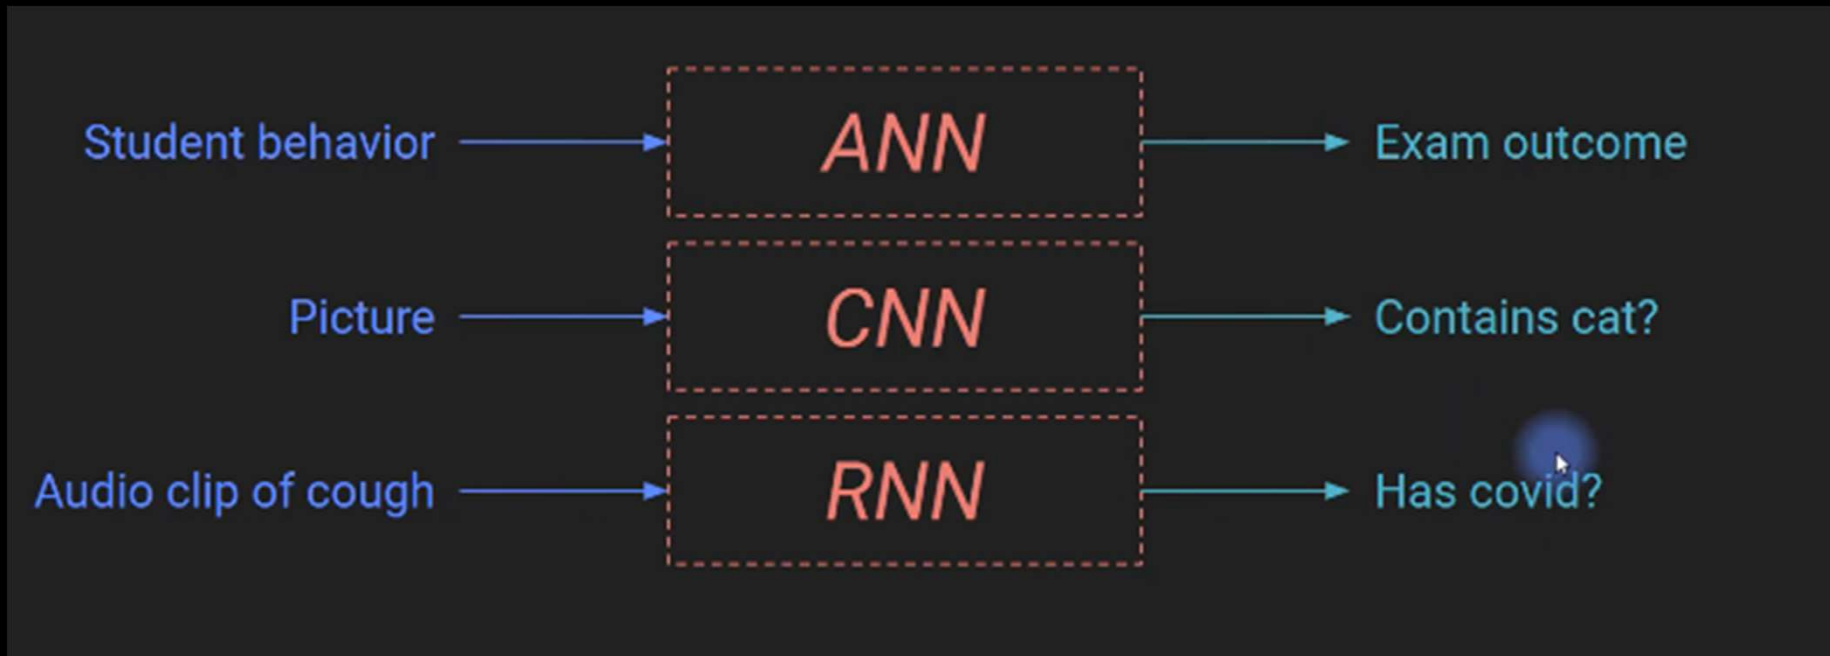 Student behavior
ANN
Exam outcome
Picture
CNN
Contains cat?
Audio clip of cough
RNN
Has covid?